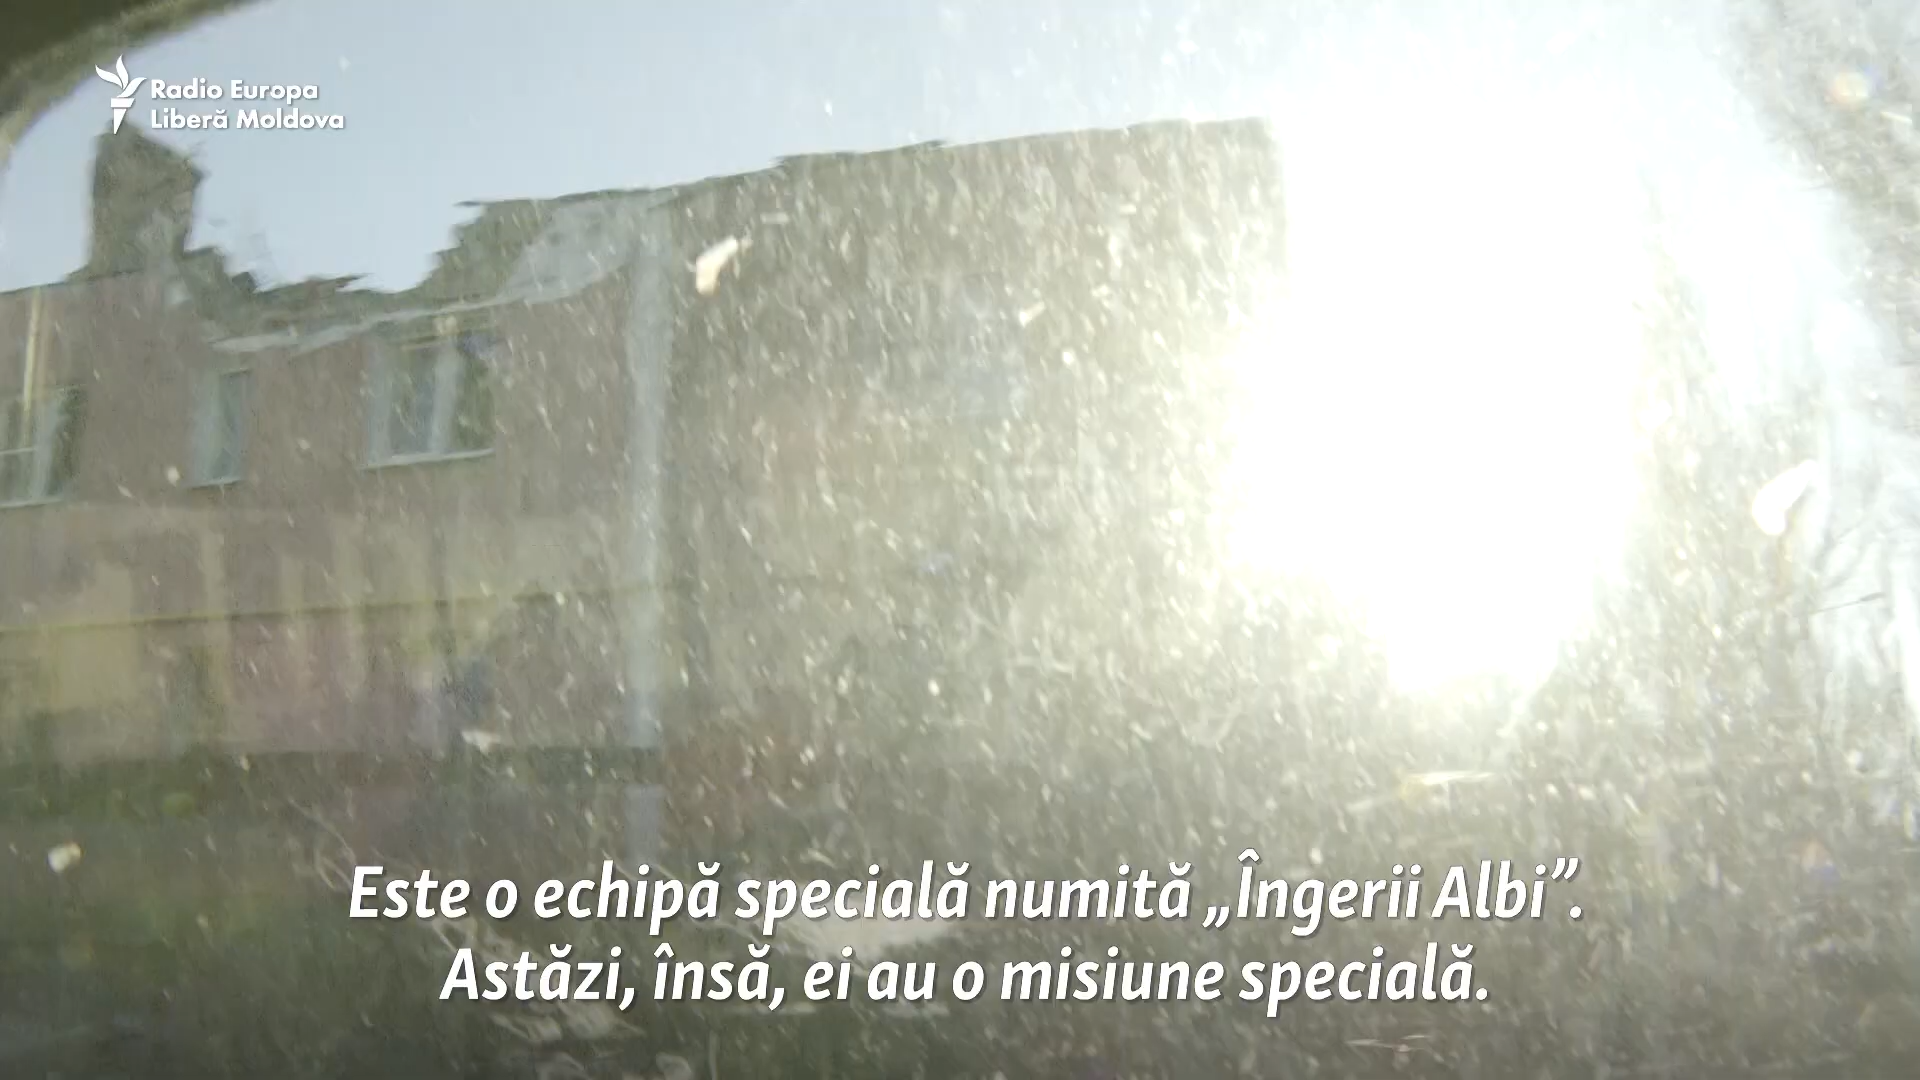 Radio Europa
Liberă Moldova
Este o echipă specială numită „Îngerii Albi”.
Astăzi, însă, ei au o misiune specială.